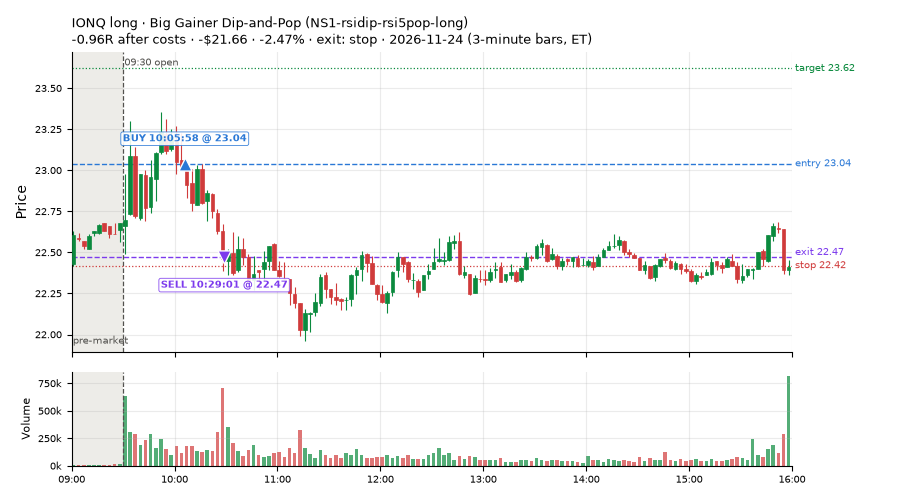 IONQ long · Big Gainer Dip-and-Pop (NS1-rsidip-rsi5pop-long)
-0.96R after costs · -$21.66 · -2.47% · exit: stop · 2026-11-24 (3-minute bars, ET)
09:30 open
target 23.62
23.50
23.25
BUY 10:05:58 @ 23.04
entry 23.04
23.00
Price
22.75
22.50
exit 22.47
stop 22.42
SELL 10:29:01 @ 22.47
22.25
22.00
pre-market
750k
500k
Volume
250k
0k
09:00
10:00
11:00
12:00
13:00
14:00
15:00
16:00